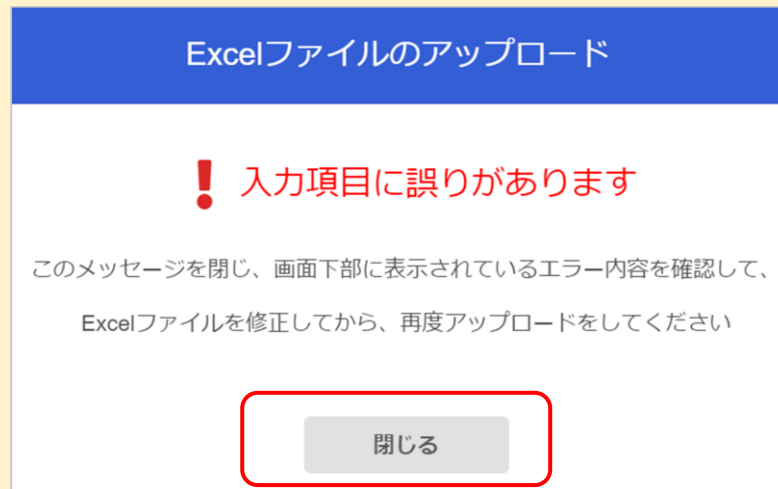 Excelファイルのアップロード
入力項目に誤りがあります
このメッセージを閉じ、画面下部に表示されているエラー内容を確認して、
Excelファイルを修正してから、再度アップロードをしてください
閉じる